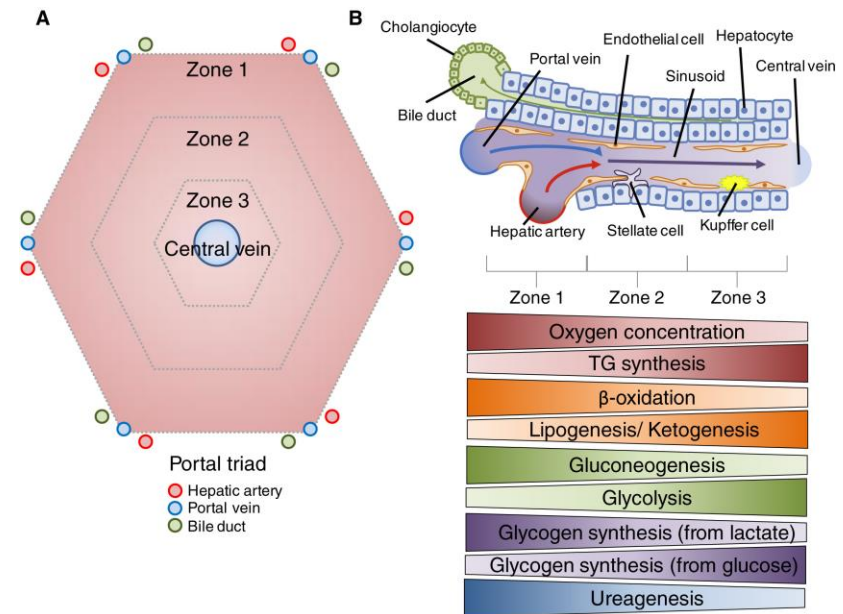 A
Zone 1
Zone 2
Zone 3
Central vein
Portal triad
Hepatic artery
Portal vein
Bile duct
B
Cholangiocyte
Portal vein
Endothelial cell
Hepatocyte
Sinusoid
Central vein
Bile duct
Hepatic artery
Stellate cell
Kupffer cell
Zone 1
Zone 2
Zone 3
Oxygen concentration
TG synthesis
β-oxidation
Lipogenesis/ Ketogenesis
Gluconeogenesis
Glycolysis
Glycogen synthesis (from lactate)
Glycogen synthesis (from glucose)
Ureagenesis